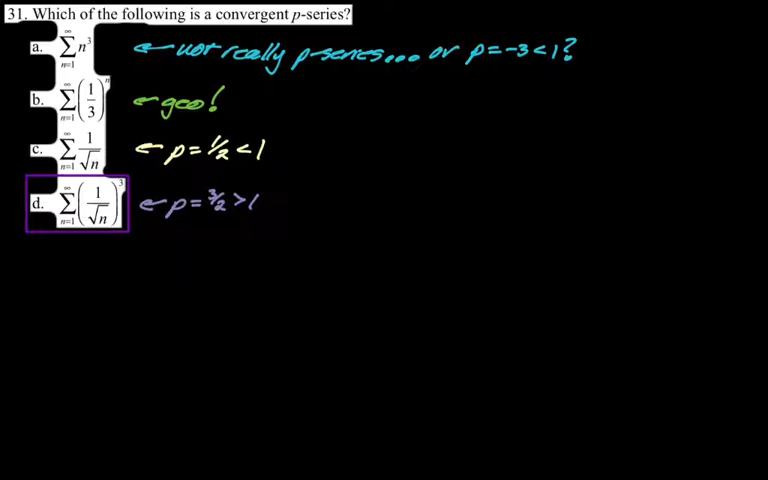 31. Which of the following is a convergent p-series?
a. ∞ ∑ n=1 n³ ← not really p-series... or p = -3 < 1?
b. ∞ ∑ n=1 (1/3)ⁿ ← geo!
c. ∞ ∑ n=1 1/√n ← p = 1/2 < 1
d. ∞ ∑ n=1 (1/√n)³ ← p = 3/2 > 1